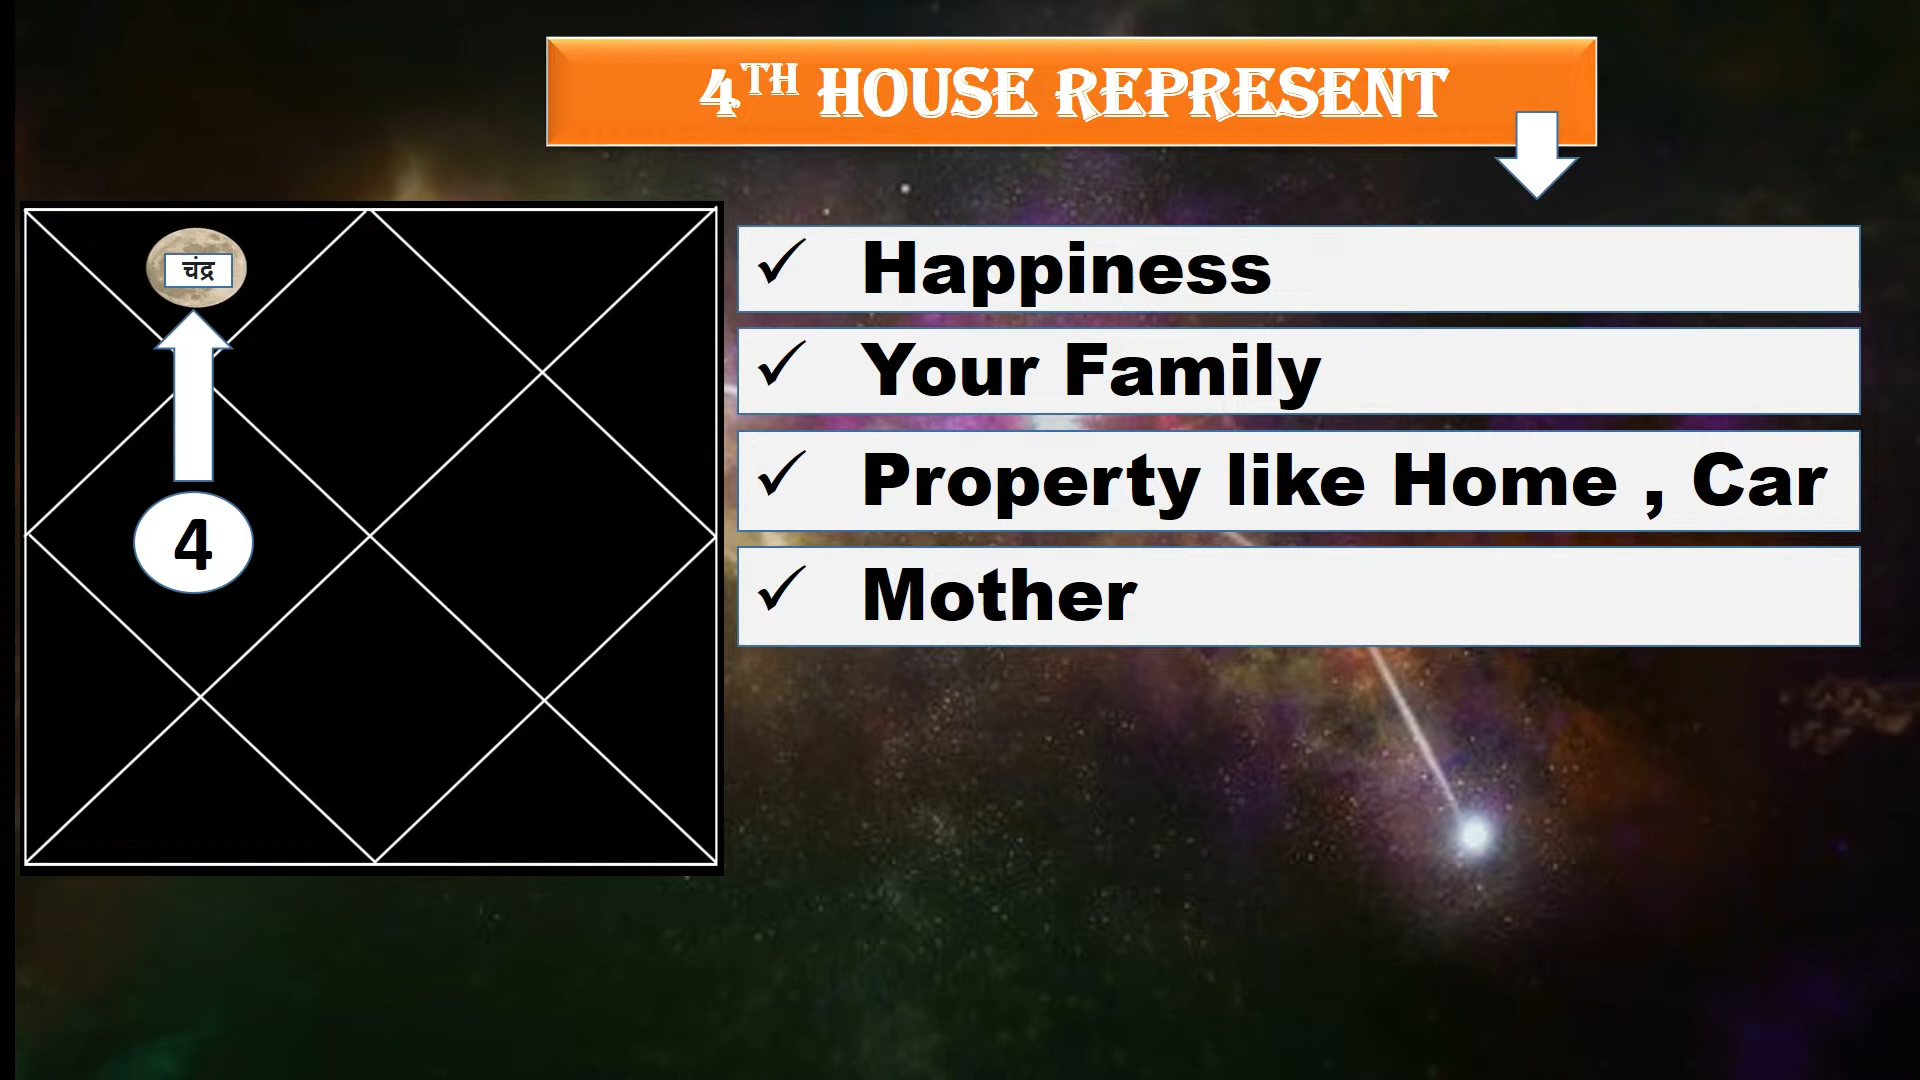 4TH HOUSE REPRESENT
चंद्र
4
✓ Happiness
✓ Your Family
✓ Property like Home , Car
✓ Mother